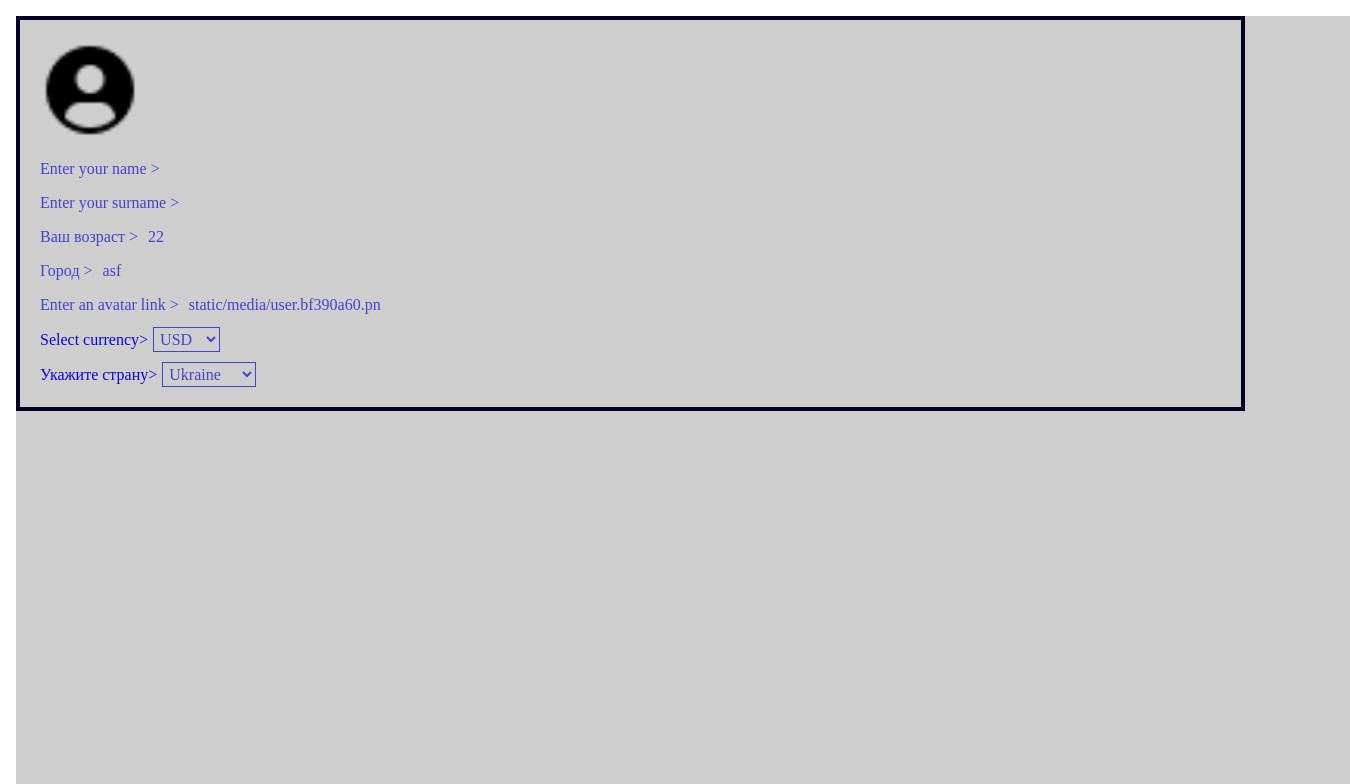 Enter your name >
Enter your surname >
Ваш возраст > 22
Город > asf
Enter an avatar link > static/media/user.bf390a60.pn
Select currency> USD
Укажите страну> Ukraine